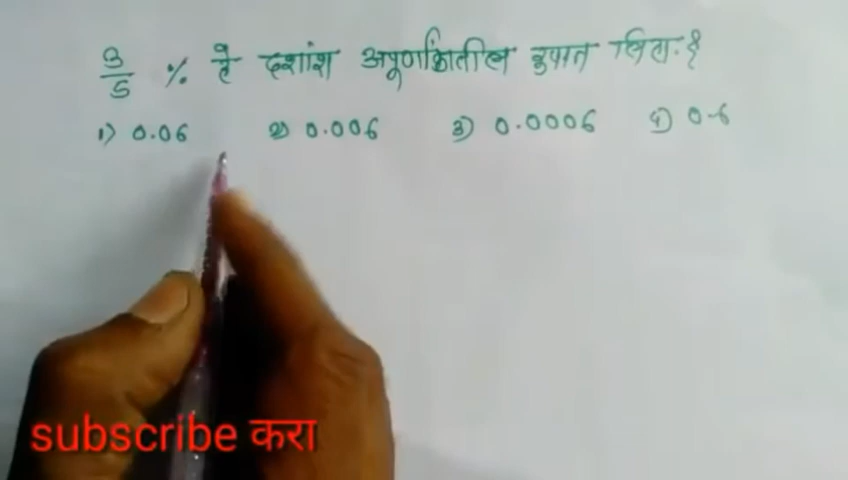 3/5 % हे दशांश अपूर्णांकातील रुपात लिहा.
1) 0.06 2) 0.006 3) 0.0006 4) 0.6
subscribe करा